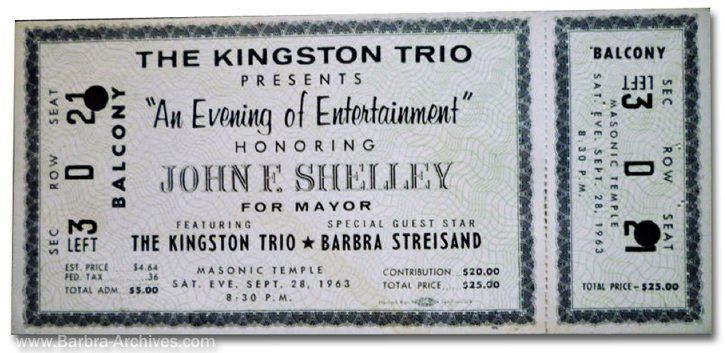 SEC ROW SEAT
3 LEFT D 21
BALCONY
THE KINGSTON TRIO
PRESENTS
"An Evening of Entertainment"
HONORING
JOHN F. SHELLEY
FOR MAYOR
FEATURING SPECIAL GUEST STAR
THE KINGSTON TRIO ★ BARBRA STREISAND
EST. PRICE $4.64
FED. TAX .36
TOTAL ADM. $5.00
MASONIC TEMPLE
SAT. EVE. SEPT. 28, 1963
8:30 P.M.
CONTRIBUTION $20.00
TOTAL PRICE $25.00
BALCONY
SEC ROW SEAT
LEFT 3 D 21
MASONIC TEMPLE
SAT. EVE. SEPT. 28, 1963
8:30 P.M.
TOTAL PRICE—$25.00
www.Barbra-Archives.com